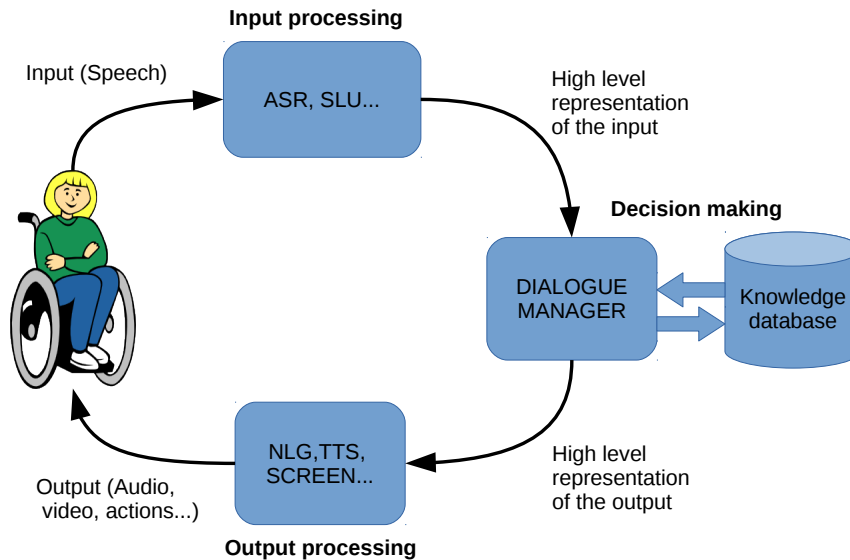 Input processing
Input (Speech)
ASR, SLU...
High level
representation
of the input
Decision making
DIALOGUE
MANAGER
Knowledge
database
NLG,TTS,
SCREEN...
High level
representation
of the output
Output (Audio,
video, actions...)
Output processing